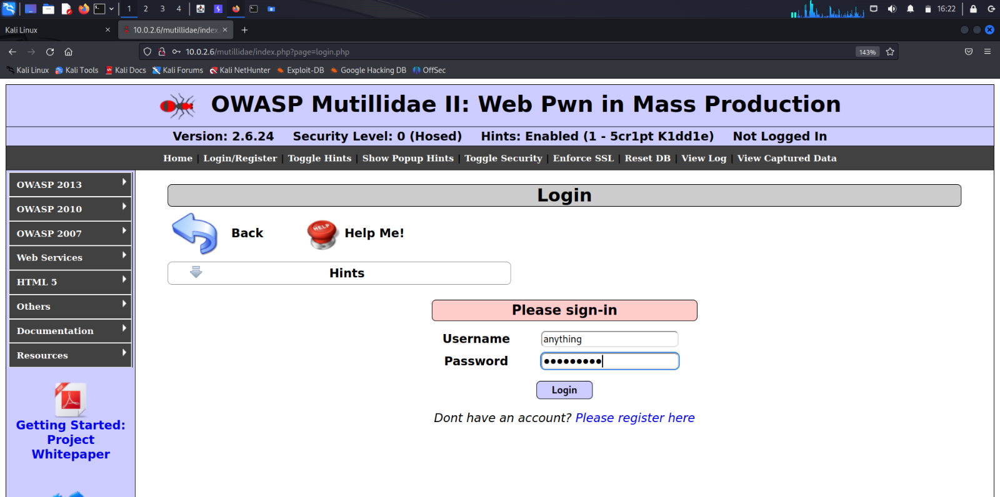 1 2 3 4 16:22
Kali Linux 10.0.2.6/mutillidae/index
10.0.2.6/mutillidae/index.php?page=login.php 143%
Kali Linux Kali Tools Kali Docs Kali Forums Kali NetHunter Exploit-DB Google Hacking DB OffSec
OWASP Mutillidae II: Web Pwn in Mass Production
Version: 2.6.24 Security Level: 0 (Hosed) Hints: Enabled (1 - 5cr1pt K1dd1e) Not Logged In
Home | Login/Register | Toggle Hints | Show Popup Hints | Toggle Security | Enforce SSL | Reset DB | View Log | View Captured Data
OWASP 2013
OWASP 2010
OWASP 2007
Web Services
HTML 5
Others
Documentation
Resources
Getting Started:
Project
Whitepaper
Login
Back HELP Help Me!
Hints
Please sign-in
Username anything
Password •••••••••
Login
Dont have an account? Please register here